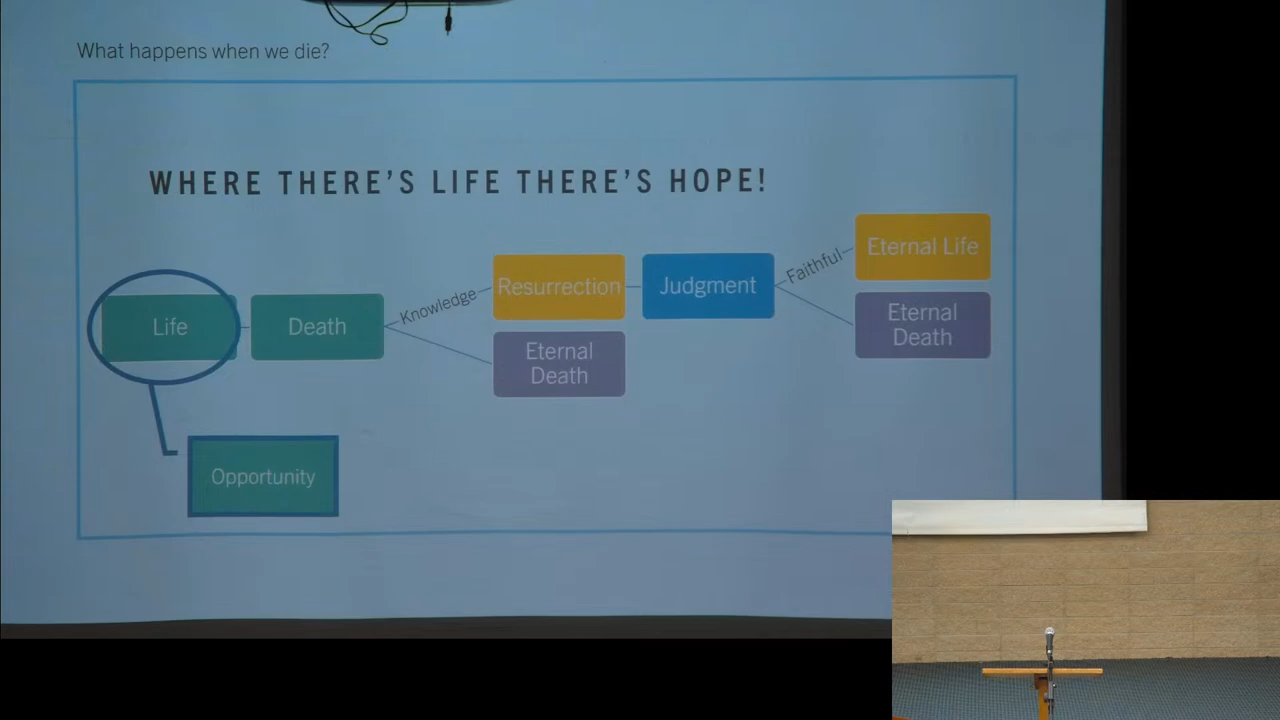 What happens when we die?
WHERE THERE'S LIFE THERE'S HOPE!
Life
Death
Knowledge
Resurrection
Eternal
Death
Judgment
Faithful
Eternal Life
Eternal
Death
Opportunity